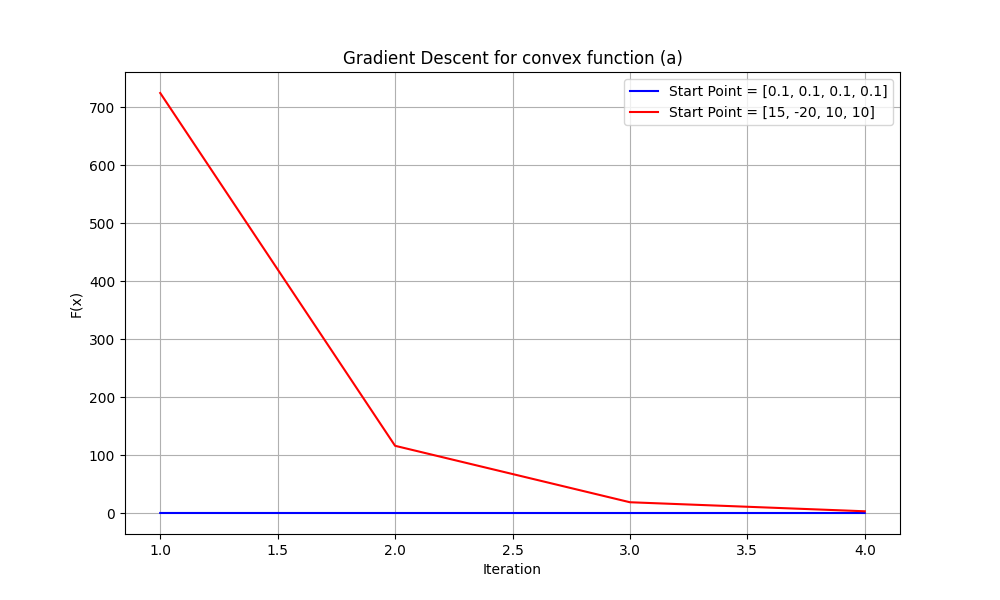 Gradient Descent for convex function (a)
Start Point = [0.1, 0.1, 0.1, 0.1]
Start Point = [15, -20, 10, 10]
F(x)
700
600
500
400
300
200
100
0
1.0 1.5 2.0 2.5 3.0 3.5 4.0
Iteration